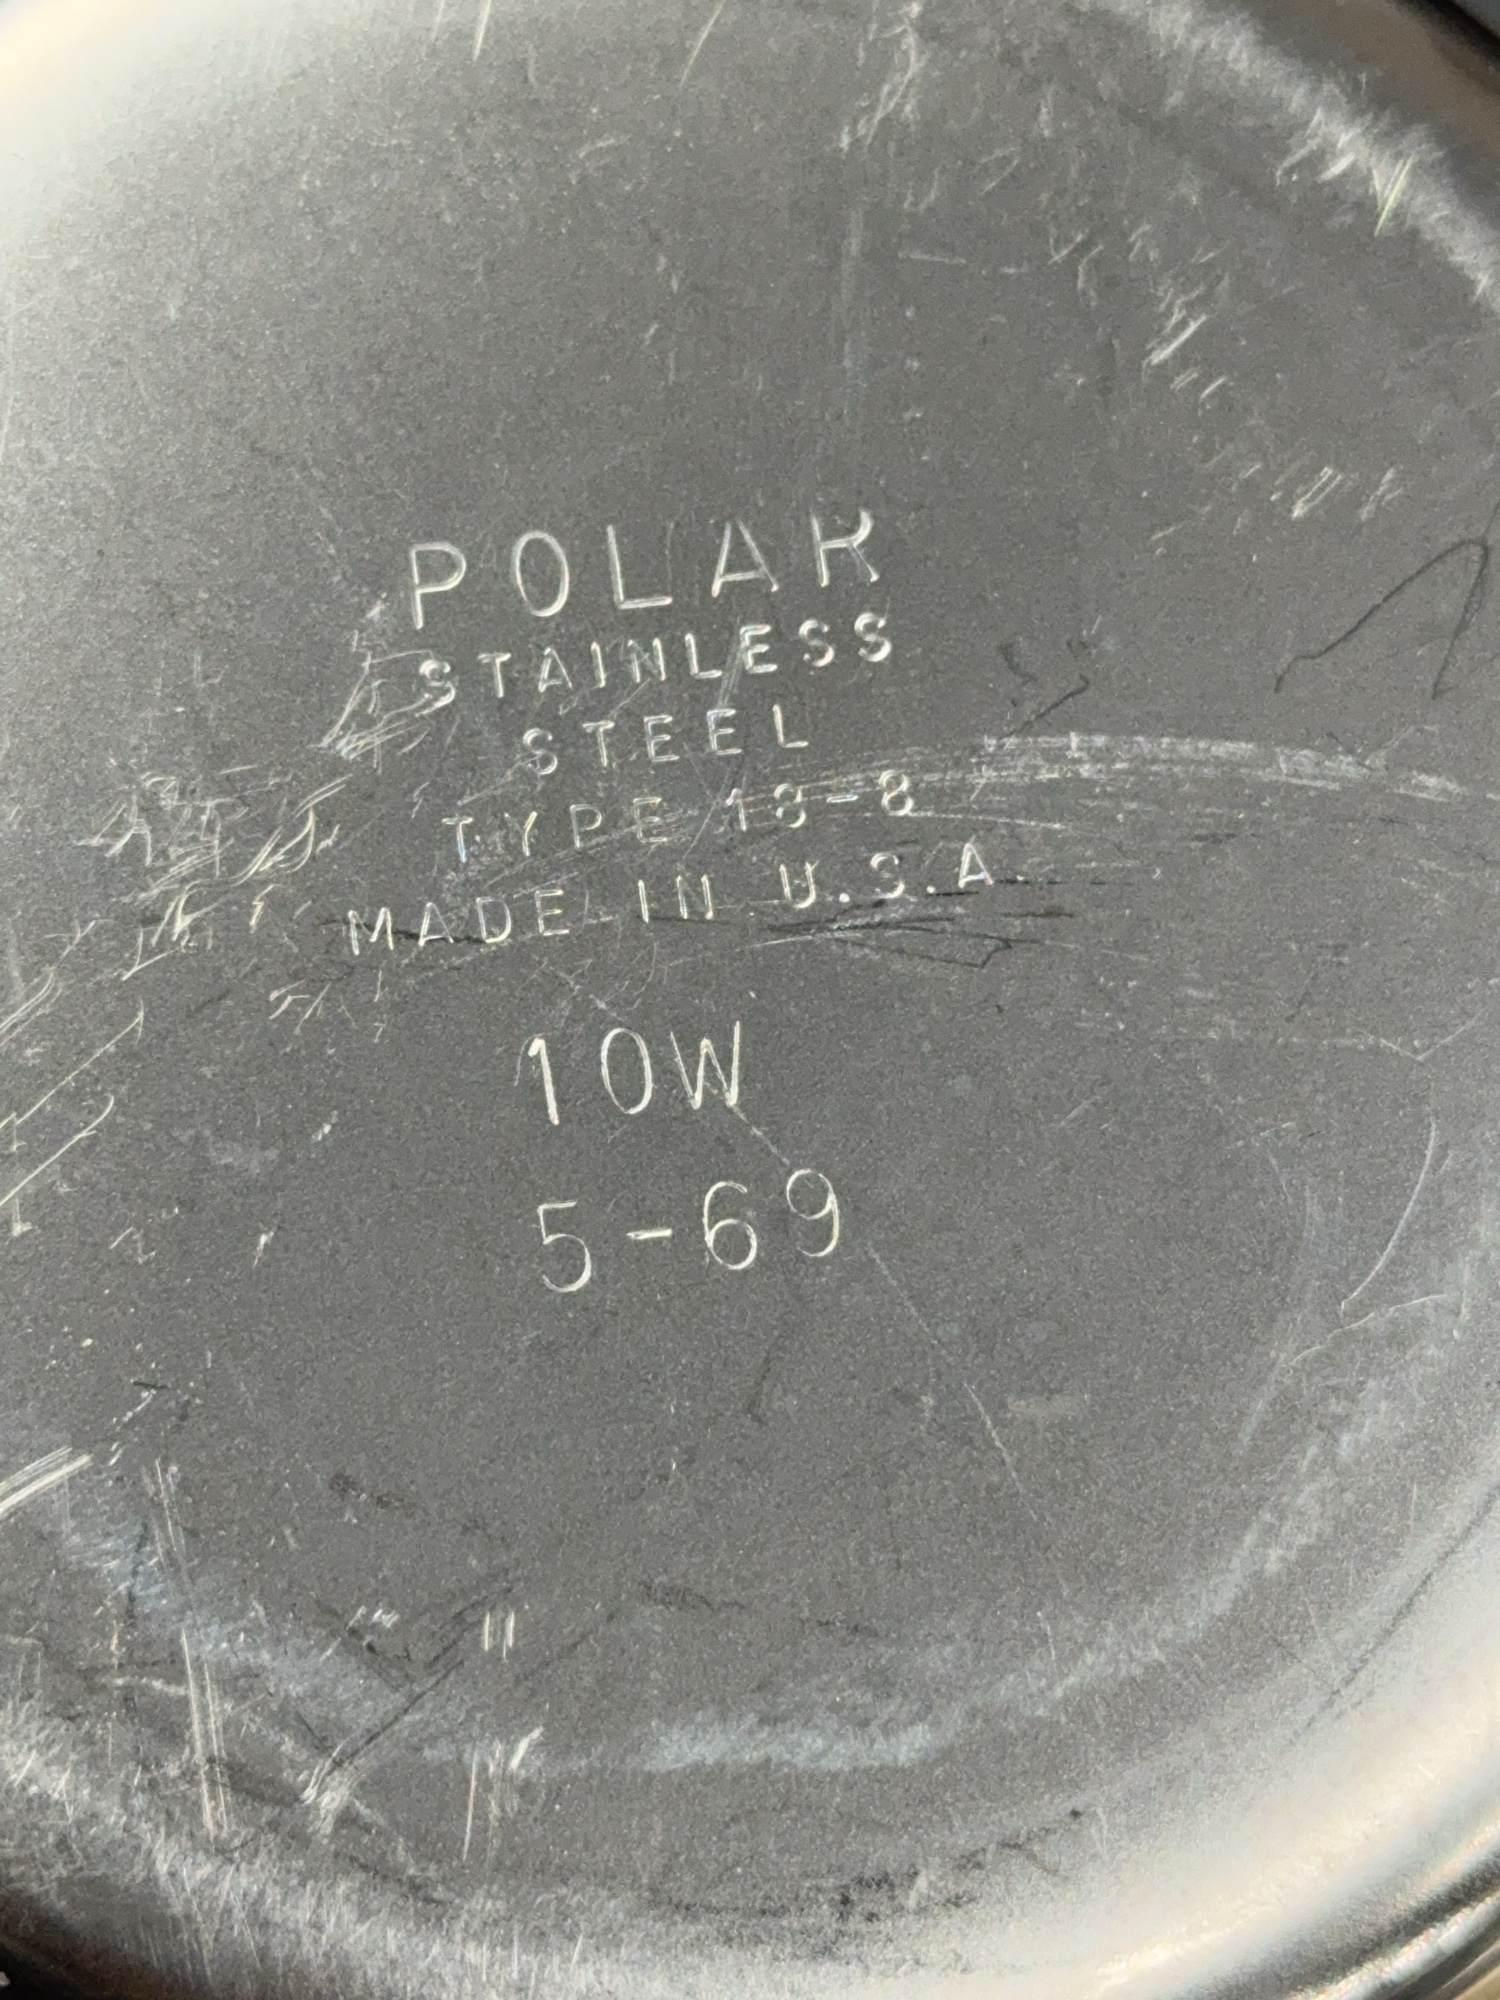 POLAR
STAINLESS
STEEL
TYPE 18-8
MADE IN U.S.A.
10W
5-69